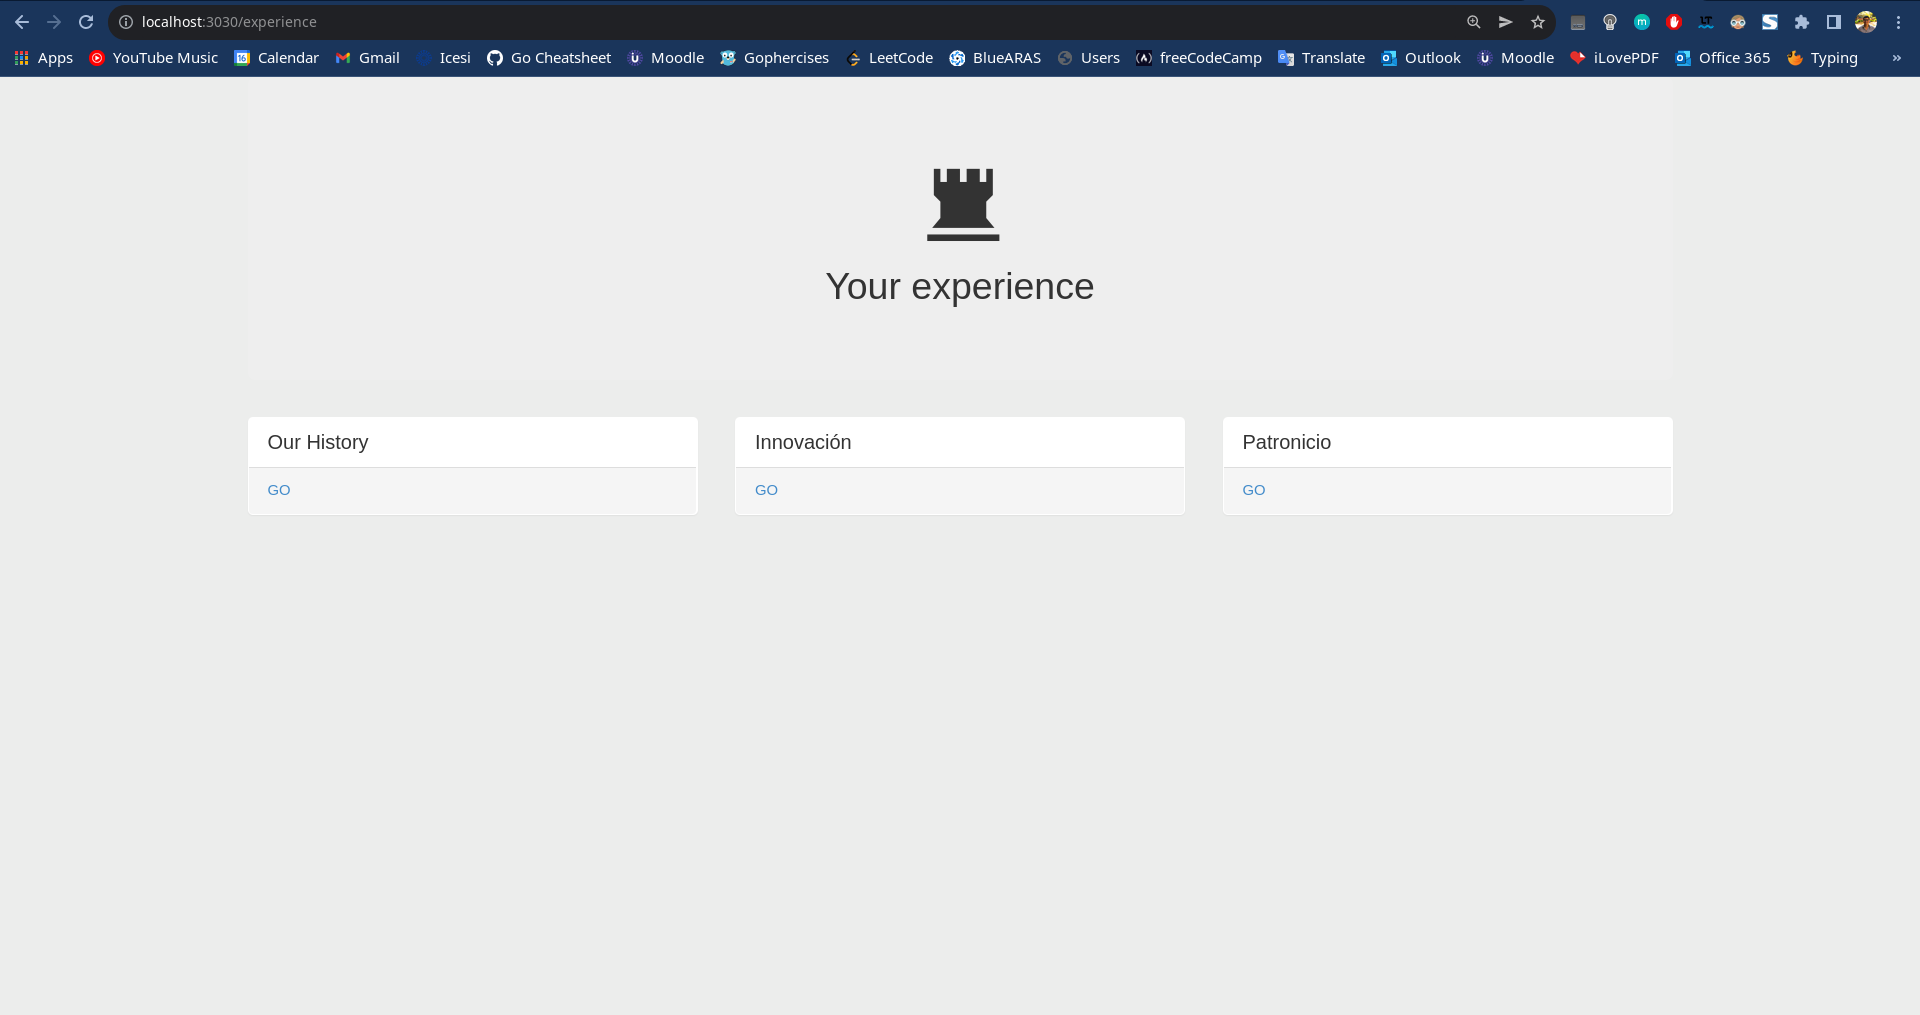 localhost:3030/experience
Apps YouTube Music 16 Calendar Gmail Icesi Go Cheatsheet Moodle Gophercises LeetCode BlueARAS Users freeCodeCamp Translate Outlook Moodle iLovePDF Office 365 Typing »
Your experience
Our History Innovación Patronicio
GO GO GO